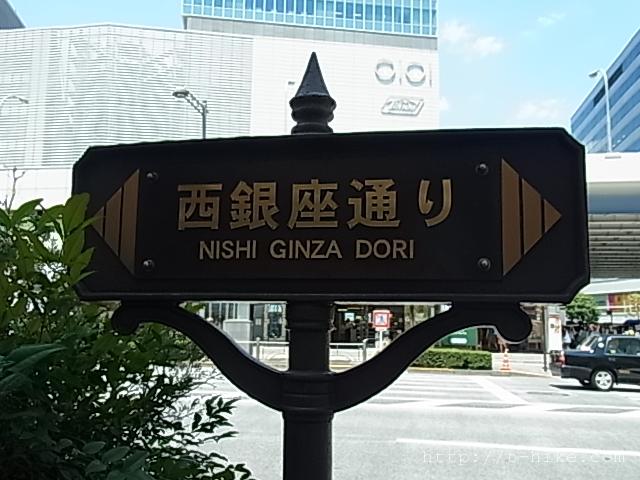 OIOI
西銀座通り
NISHI GINZA DORI
http://b-hike.com/